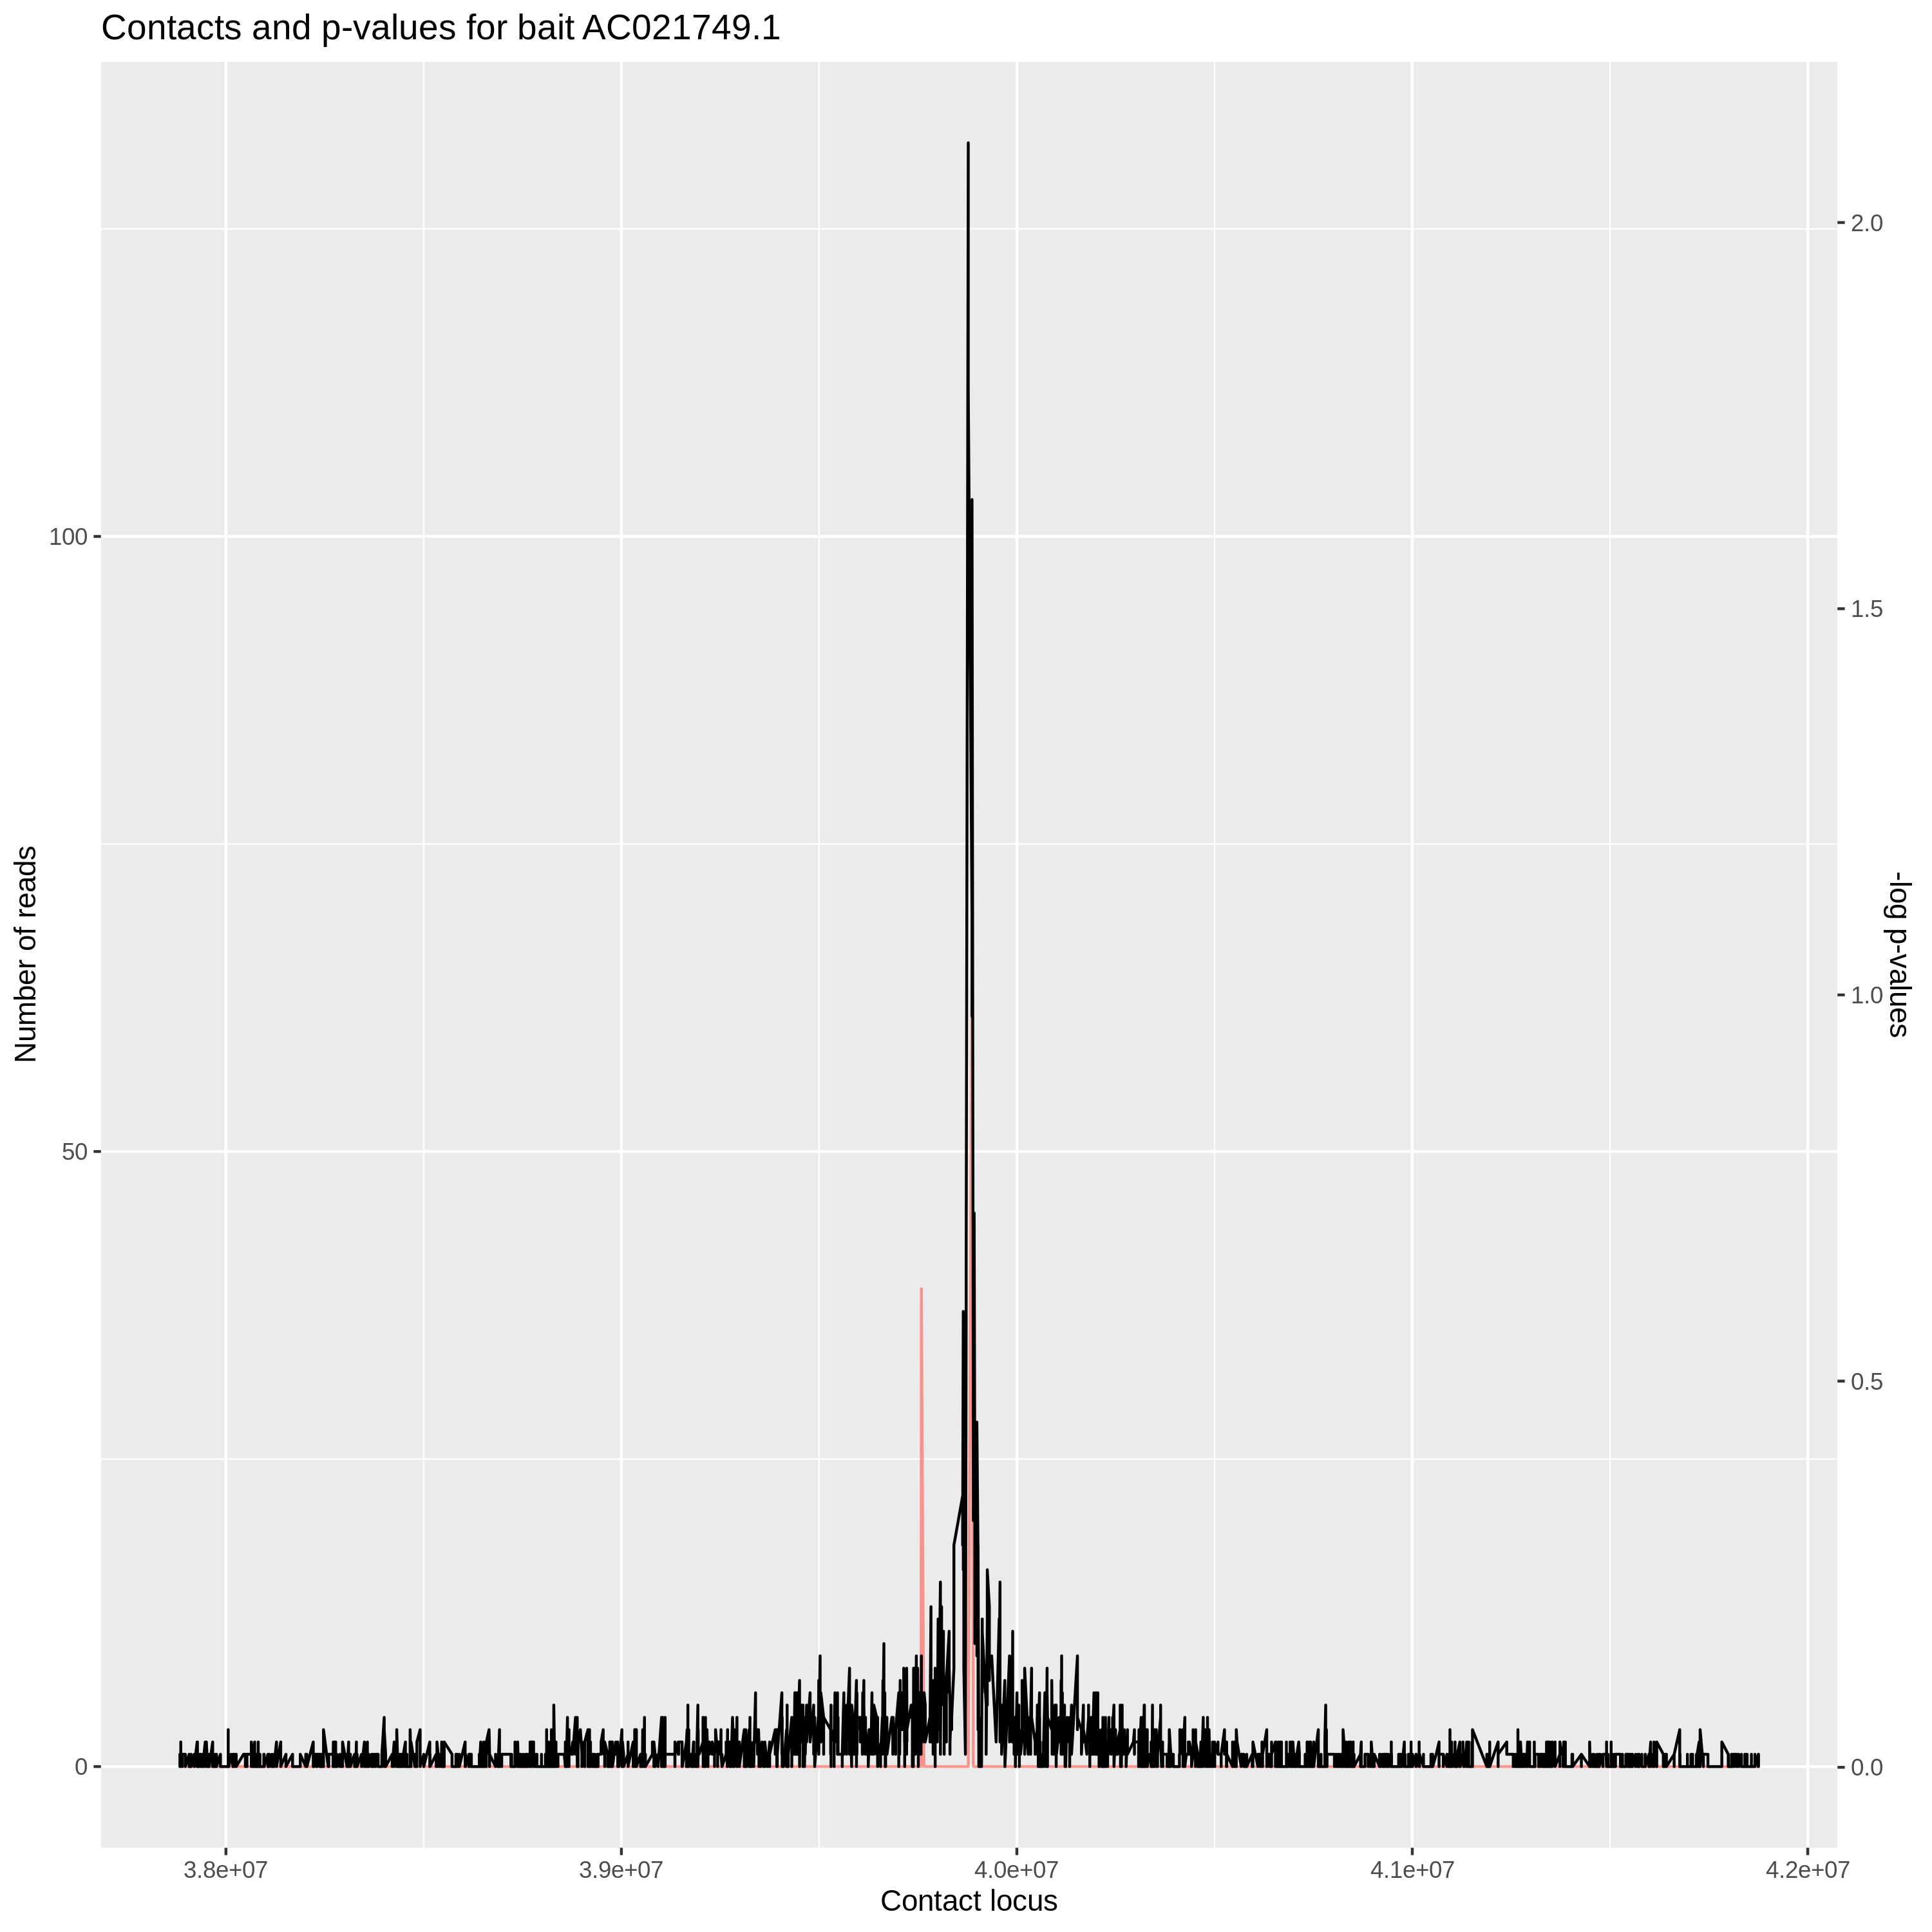 Contacts and p-values for bait AC021749.1
Number of reads
100
50
0
2.0
1.5
1.0
0.5
0.0
-log p-values
3.8e+07
3.9e+07
4.0e+07
4.1e+07
4.2e+07
Contact locus